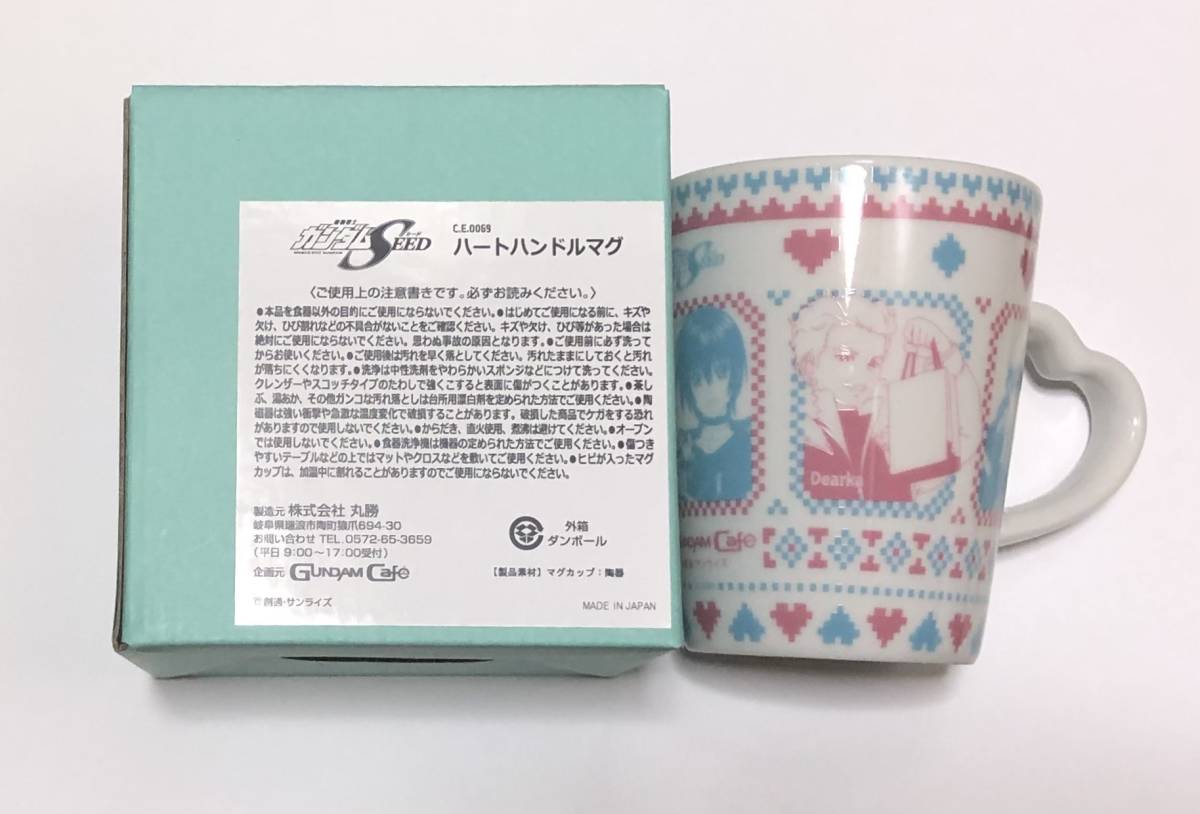 機動戦士
ガンダムSEED
シード
MOBILE SUIT GUNDAM
C.E.0069
ハートハンドルマグ
〈ご使用上の注意書きです。必ずお読みください。〉
●本品を食器以外の目的にご使用にならないでください。●はじめてご使用になる前に、キズや
欠け、ひび割れなどの不具合がないことをご確認ください。キズや欠け、ひび等があった場合は
絶対にご使用にならないでください。思わぬ事故の原因となります。●ご使用前に必ず洗って
からお使いください。●ご使用後は汚れを早く落としてください。汚れたままにしておくと汚れ
が落ちにくくなります。●洗浄は中性洗剤をやわらかいスポンジなどにつけて洗ってください。
クレンザーやスコッチタイプのたわしで強くこすると表面に傷がつくことがあります。●茶し
ぶ、湯あか、その他ガンコな汚れ落としは台所用漂白剤を定められた方法でご使用ください。●陶
磁器は強い衝撃や急激な温度変化で破損することがあります。破損した商品でケガをする恐れ
がありますので使用しないでください。●からだき、直火使用、煮沸は避けてください。●オーブン
では使用しないでください。●食器洗浄機は機器の定められた方法でご使用ください。●傷つき
やすいテーブルなどの上ではマットやクロスなどを敷いてご使用ください。●ヒビが入ったマグ
カップは、加温中に割れることがありますのでご使用にならないでください。
製造元 株式会社 丸勝
岐阜県瑞浪市陶町猿爪694-30
お問い合わせ TEL.0572-65-3659
(平日 9:00〜17:00受付)
企画元 GUNDAM Cafe
外箱
ダンボール
【製品素材】マグカップ:陶器
©創通・サンライズ
MADE IN JAPAN
SEED
Dearka
GUNDAM Cafe
サンライズ